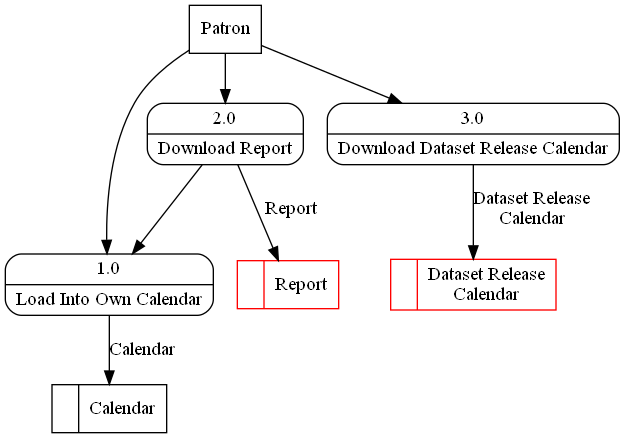 Patron
2.0
Download Report
3.0
Download Dataset Release Calendar
Report
Dataset Release
Calendar
1.0
Load Into Own Calendar
Report
Dataset Release
Calendar
Calendar
Calendar